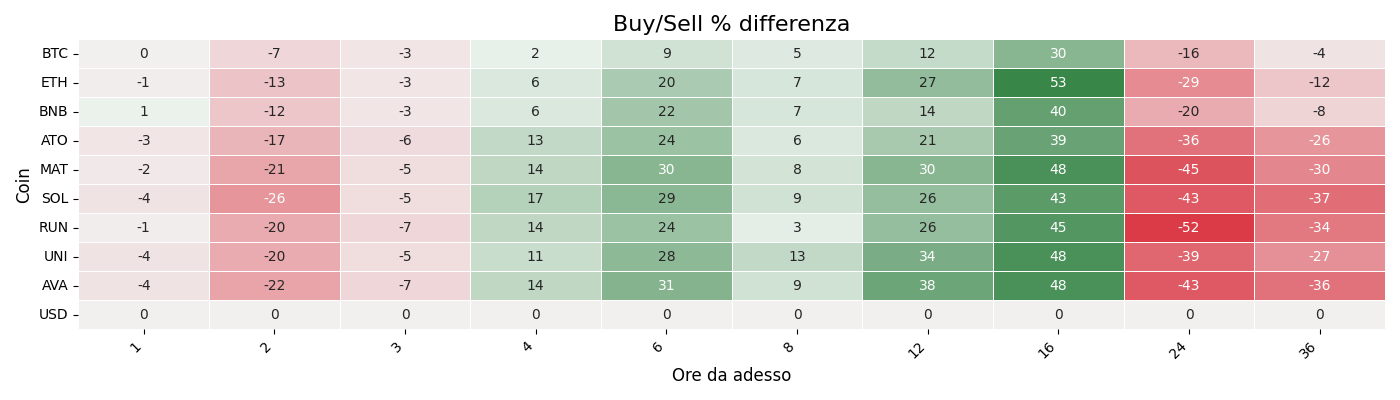 Buy/Sell % differenza
Coin
BTC 0 -7 -3 2 9 5 12 30 -16 -4
ETH -1 -13 -3 6 20 7 27 53 -29 -12
BNB 1 -12 -3 6 22 7 14 40 -20 -8
ATO -3 -17 -6 13 24 6 21 39 -36 -26
MAT -2 -21 -5 14 30 8 30 48 -45 -30
SOL -4 -26 -5 17 29 9 26 43 -43 -37
RUN -1 -20 -7 14 24 3 26 45 -52 -34
UNI -4 -20 -5 11 28 13 34 48 -39 -27
AVA -4 -22 -7 14 31 9 38 48 -43 -36
USD 0 0 0 0 0 0 0 0 0 0
1 2 3 4 6 8 12 16 24 36
Ore da adesso